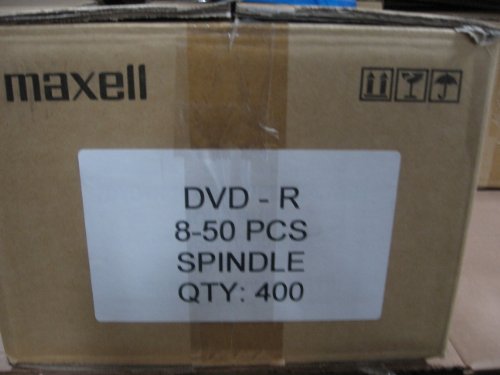 maxell
DVD - R
8-50 PCS
SPINDLE
QTY: 400